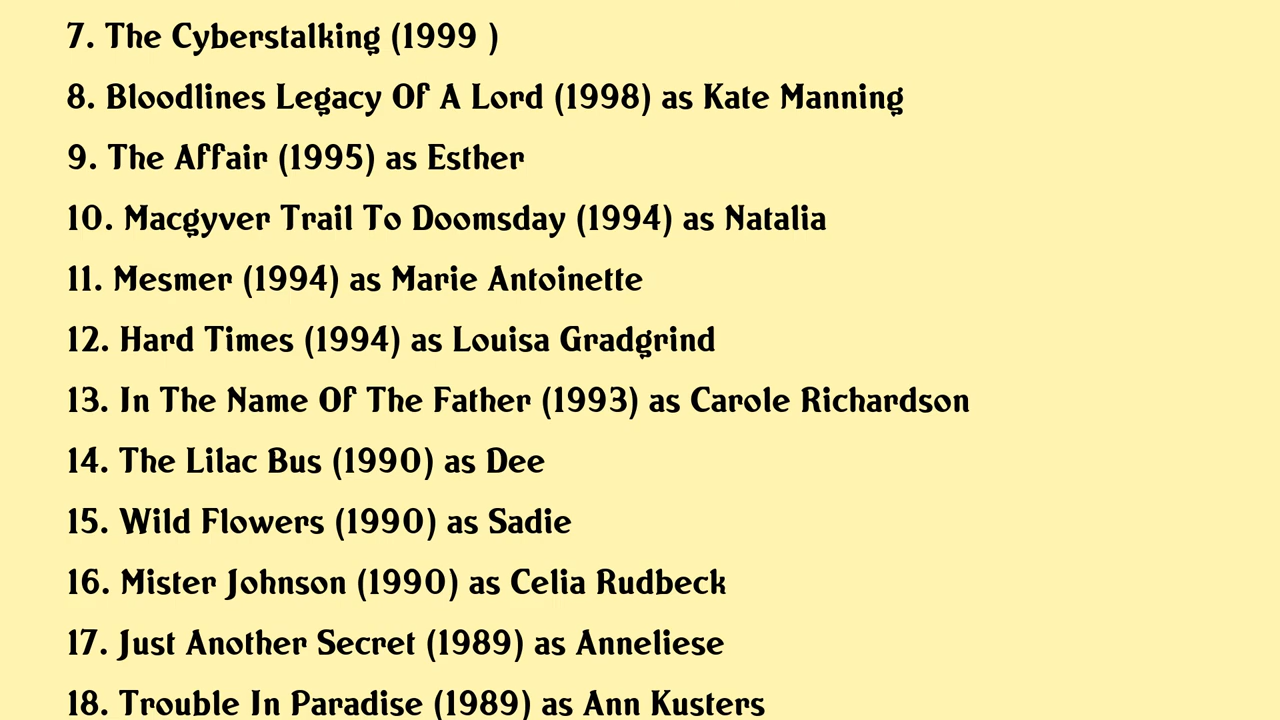 7. The Cyberstalking (1999 )
8. Bloodlines Legacy Of A Lord (1998) as Kate Manning
9. The Affair (1995) as Esther
10. Macgyver Trail To Doomsday (1994) as Natalia
11. Mesmer (1994) as Marie Antoinette
12. Hard Times (1994) as Louisa Gradgrind
13. In The Name Of The Father (1993) as Carole Richardson
14. The Lilac Bus (1990) as Dee
15. Wild Flowers (1990) as Sadie
16. Mister Johnson (1990) as Celia Rudbeck
17. Just Another Secret (1989) as Anneliese
18. Trouble In Paradise (1989) as Ann Kusters